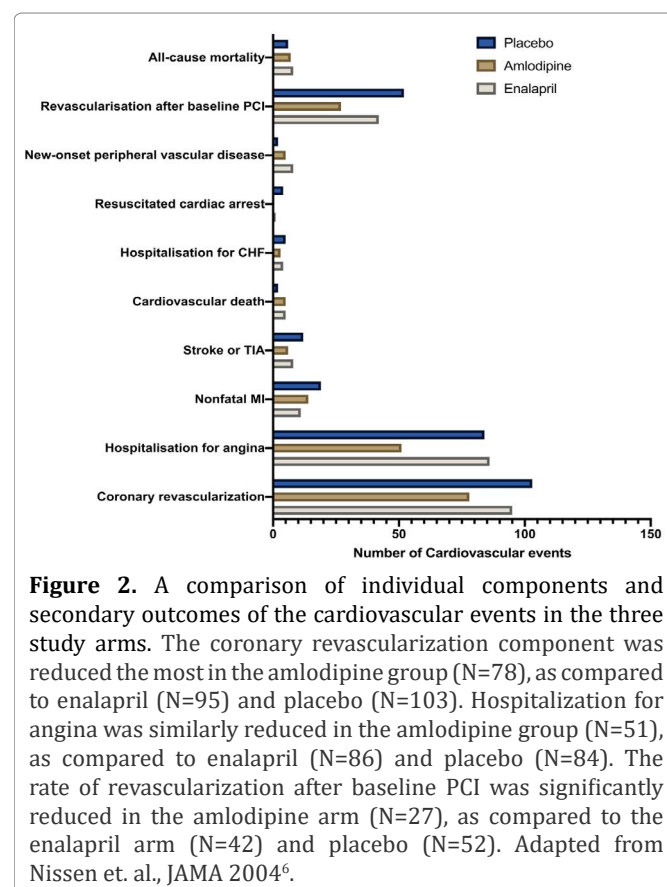 Placebo
Amlodipine
Enalapril
All-cause mortality
Revascularisation after baseline PCI
New-onset peripheral vascular disease
Resuscitated cardiac arrest
Hospitalisation for CHF
Cardiovascular death
Stroke or TIA
Nonfatal MI
Hospitalisation for angina
Coronary revascularization
0 50 100 150
Number of Cardiovascular events
Figure 2. A comparison of individual components and
secondary outcomes of the cardiovascular events in the three
study arms. The coronary revascularization component was
reduced the most in the amlodipine group (N=78), as compared
to enalapril (N=95) and placebo (N=103). Hospitalization for
angina was similarly reduced in the amlodipine group (N=51),
as compared to enalapril (N=86) and placebo (N=84). The
rate of revascularization after baseline PCI was significantly
reduced in the amlodipine arm (N=27), as compared to the
enalapril arm (N=42) and placebo (N=52). Adapted from
Nissen et. al., JAMA 2004⁶.